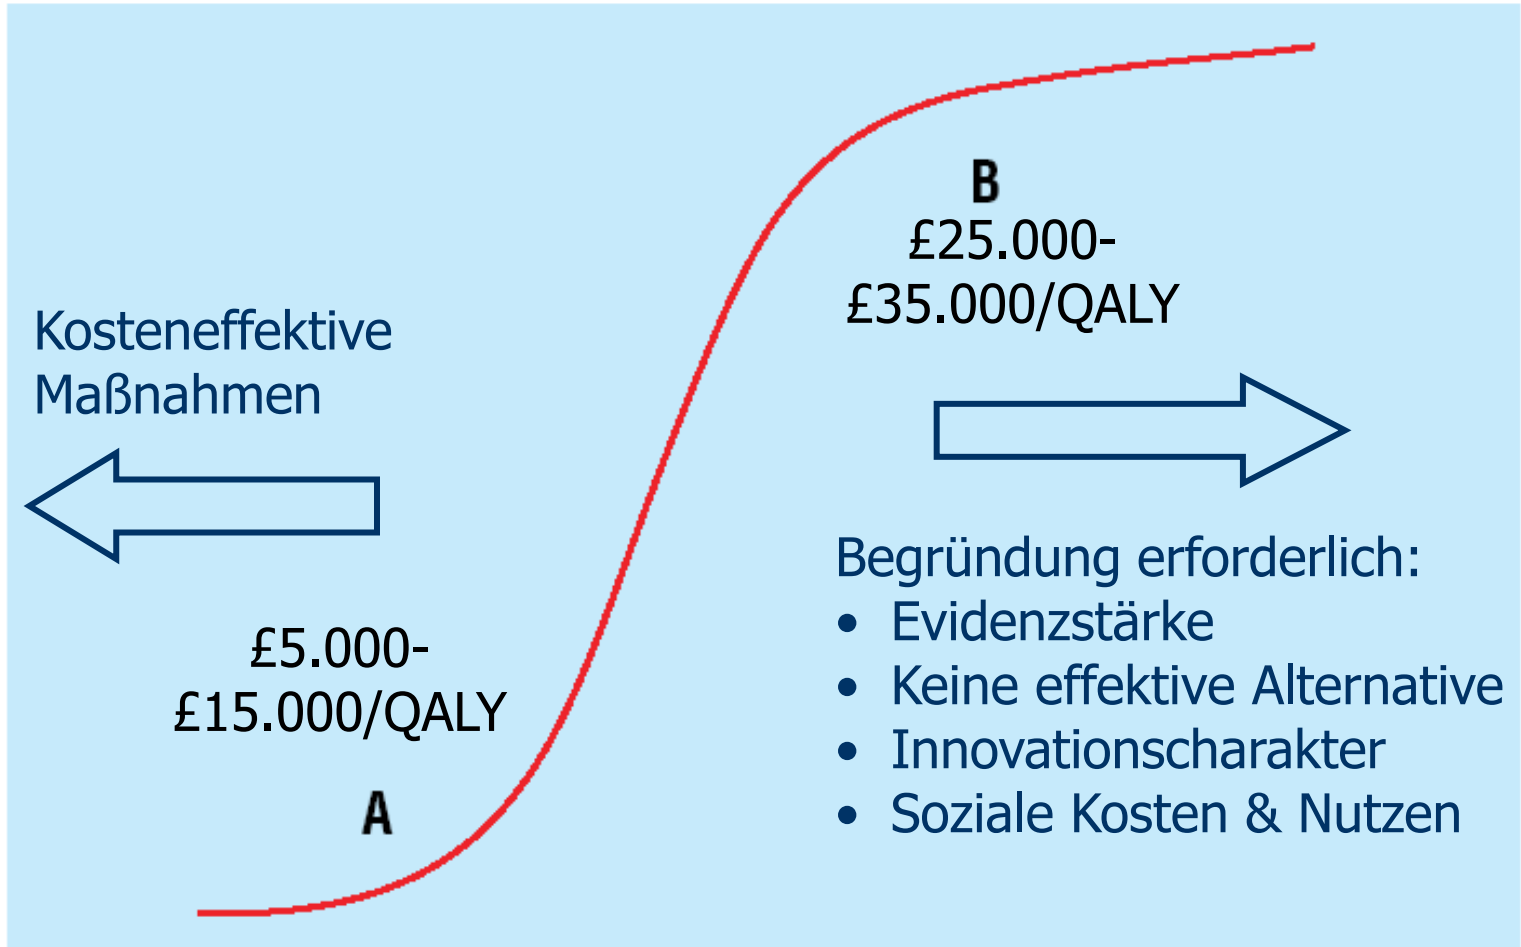 B
£25.000-
£35.000/QALY
Kosteneffektive
Maßnahmen
Begründung erforderlich:
• Evidenzstärke
• Keine effektive Alternative
• Innovationscharakter
• Soziale Kosten & Nutzen
£5.000-
£15.000/QALY
A